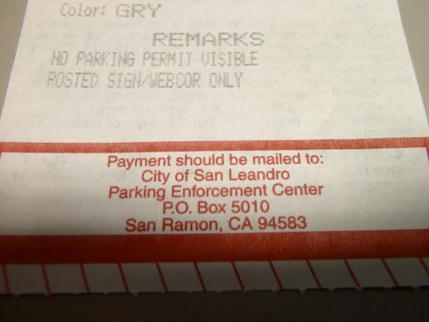 Color: GRY
REMARKS
NO PARKING PERMIT VISIBLE
POSTED SIGN/WEBCOR ONLY
Payment should be mailed to:
City of San Leandro
Parking Enforcement Center
P.O. Box 5010
San Ramon, CA 94583